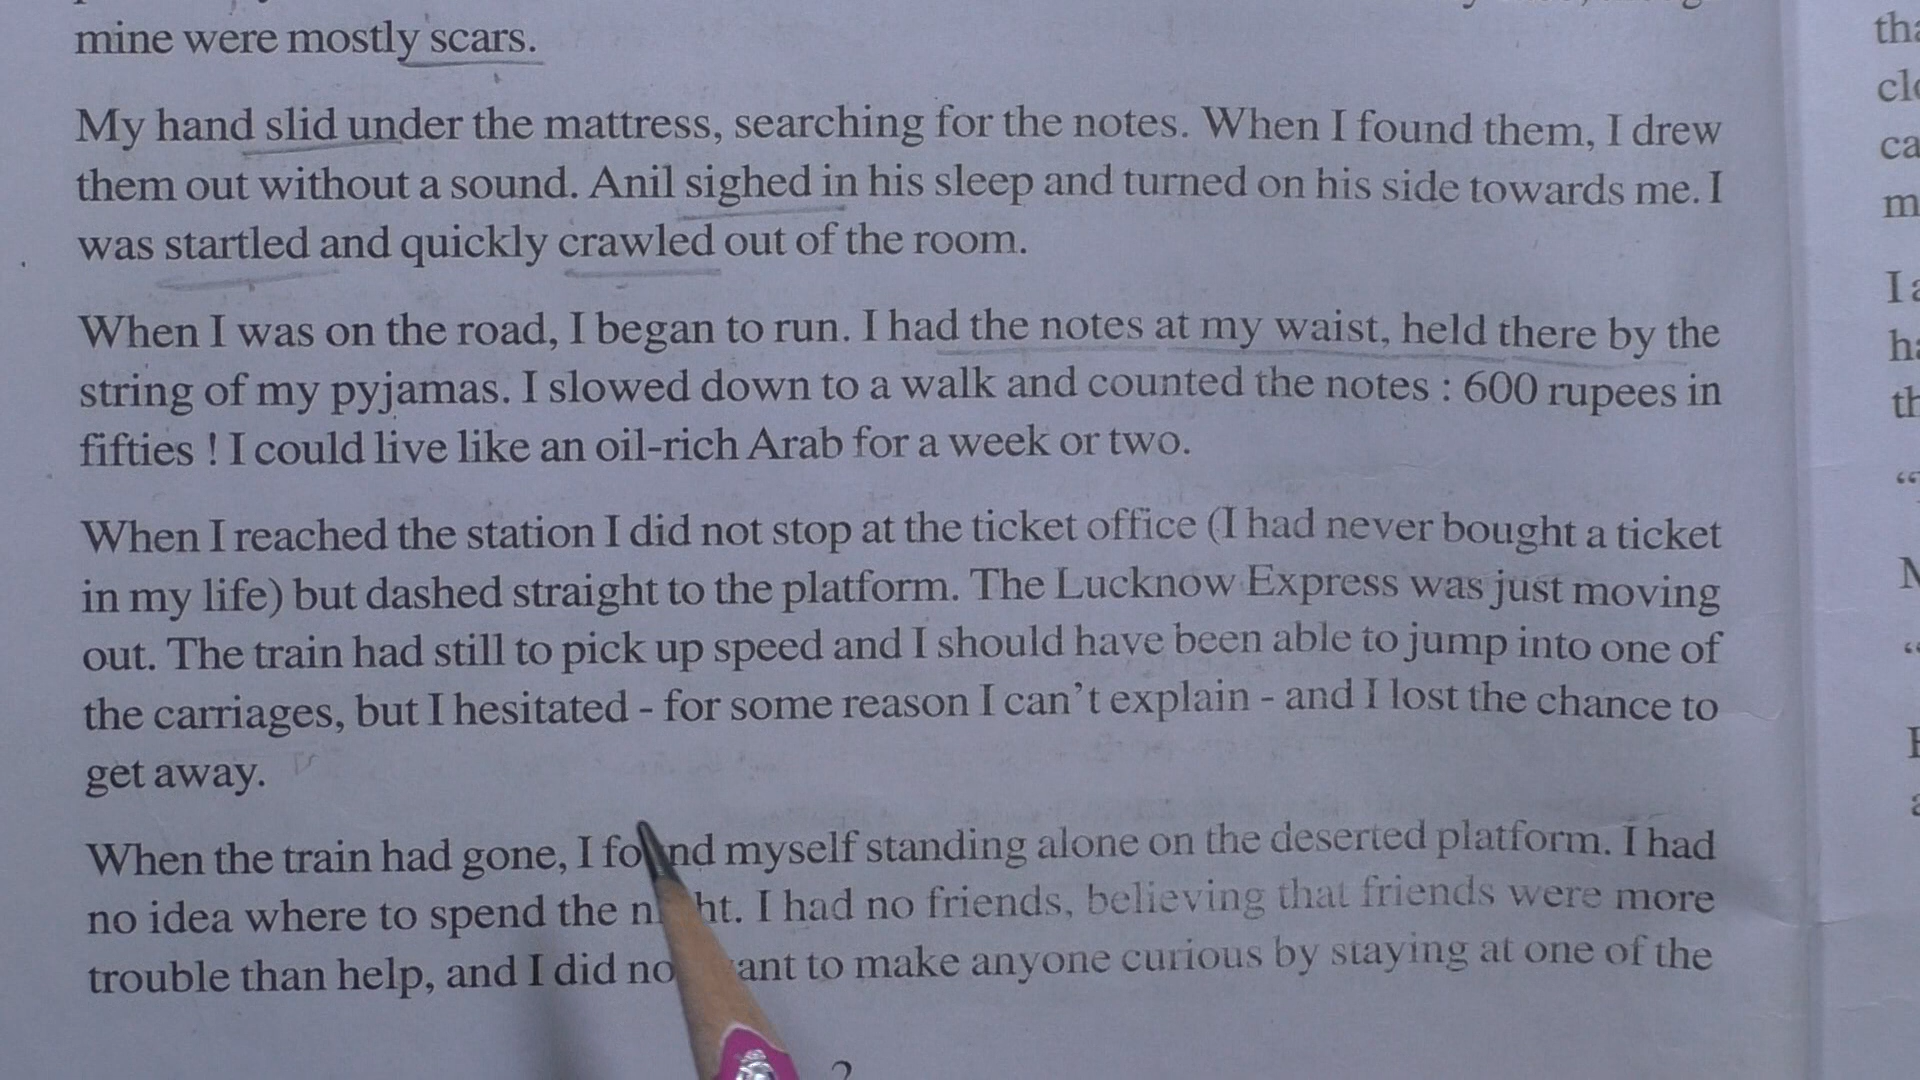 mine were mostly scars.
My hand slid under the mattress, searching for the notes. When I found them, I drew
them out without a sound. Anil sighed in his sleep and turned on his side towards me. I
was startled and quickly crawled out of the room.
When I was on the road, I began to run. I had the notes at my waist, held there by the
string of my pyjamas. I slowed down to a walk and counted the notes : 600 rupees in
fifties ! I could live like an oil-rich Arab for a week or two.
When I reached the station I did not stop at the ticket office (I had never bought a ticket
in my life) but dashed straight to the platform. The Lucknow Express was just moving
out. The train had still to pick up speed and I should have been able to jump into one of
the carriages, but I hesitated - for some reason I can't explain - and I lost the chance to
get away.
When the train had gone, I found myself standing alone on the deserted platform. I had
no idea where to spend the night. I had no friends, believing that friends were more
trouble than help, and I did not want to make anyone curious by staying at one of the